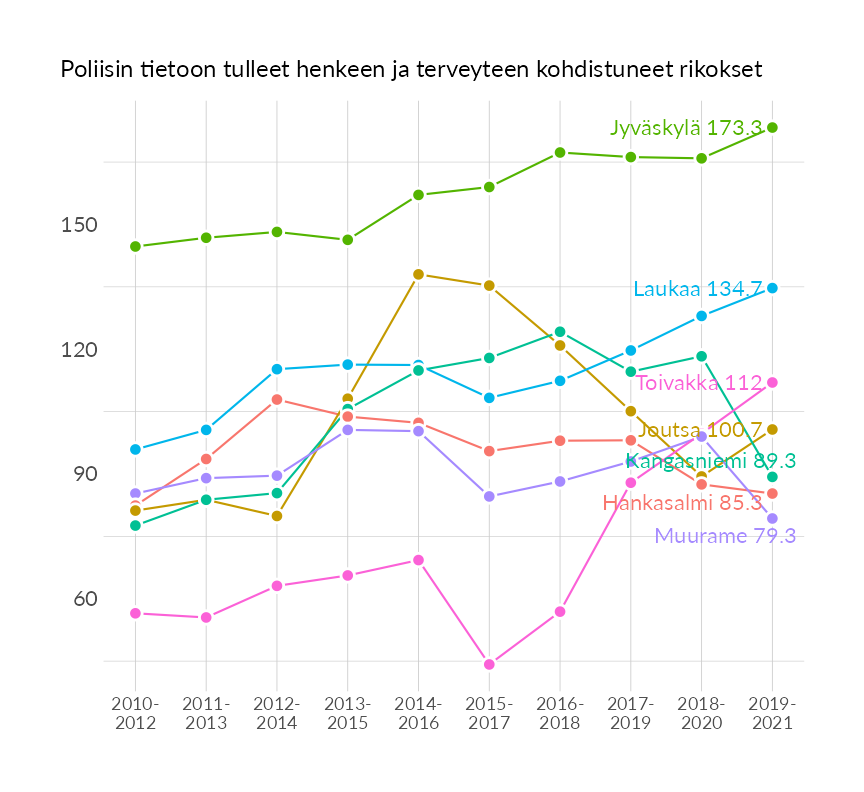 Poliisin tietoon tulleet henkeen ja terveyteen kohdistuneet rikokset
Jyväskylä 173.3
150
Laukaa 134.7
120
Toivakka 112
Joutsa 100.7
Kangasniemi 89.3
90
Hankasalmi 85.3
Muurame 79.3
60
2010- 2011- 2012- 2013- 2014- 2015- 2016- 2017- 2018- 2019-
2012 2013 2014 2015 2016 2017 2018 2019 2020 2021